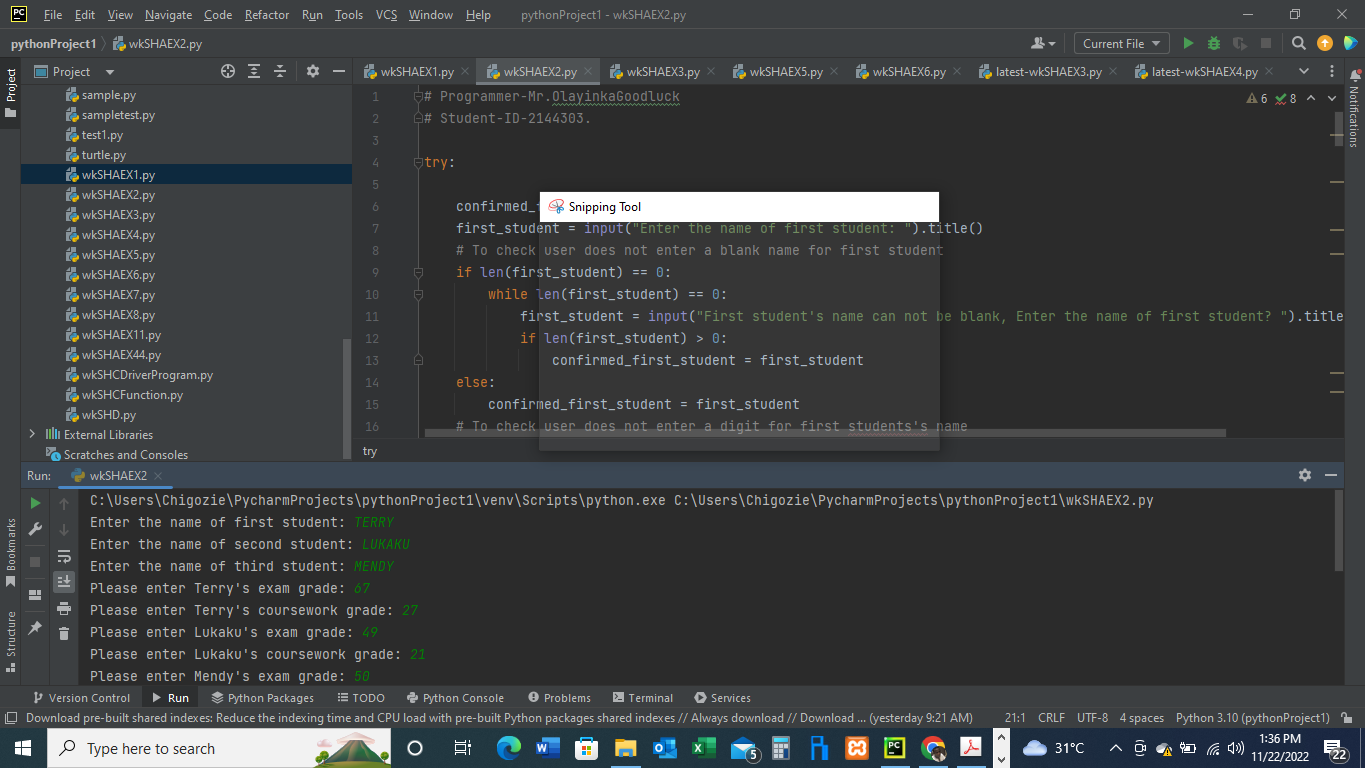 PC File Edit View Navigate Code Refactor Run Tools VCS Window Help pythonProject1 - wkSHAEX2.py
pythonProject1 wkSHAEX2.py Current File
Project
Project
wkSHAEX1.py wkSHAEX2.py wkSHAEX3.py wkSHAEX5.py wkSHAEX6.py latest-wkSHAEX3.py latest-wkSHAEX4.py
Notifications
sample.py
sampletest.py
test1.py
turtle.py
wkSHAEX1.py
wkSHAEX2.py
wkSHAEX3.py
wkSHAEX4.py
wkSHAEX5.py
wkSHAEX6.py
wkSHAEX7.py
wkSHAEX8.py
wkSHAEX11.py
wkSHAEX44.py
wkSHCDriverProgram.py
wkSHCFunction.py
wkSHD.py
External Libraries
Scratches and Consoles
6 8
1 # Programmer-Mr.OlayinkaGoodluck
2 # Student-ID-2144303.
3
4 try:
5
6 confirmed_
Snipping Tool
7 first_student = input("Enter the name of first student: ").title()
8 # To check user does not enter a blank name for first student
9 if len(first_student) == 0:
10 while len(first_student) == 0:
11 first_student = input("First student's name can not be blank, Enter the name of first student? ").title
12 if len(first_student) > 0:
13 confirmed_first_student = first_student
14 else:
15 confirmed_first_student = first_student
16 # To check user does not enter a digit for first students's name
try
Run: wkSHAEX2
C:\Users\Chigozie\PycharmProjects\pythonProject1\venv\Scripts\python.exe C:\Users\Chigozie\PycharmProjects\pythonProject1\wkSHAEX2.py
Enter the name of first student: TERRY
Enter the name of second student: LUKAKU
Enter the name of third student: MENDY
Please enter Terry's exam grade: 67
Please enter Terry's coursework grade: 27
Please enter Lukaku's exam grade: 49
Please enter Lukaku's coursework grade: 21
Please enter Mendy's exam grade: 50
Bookmarks
Structure
Version Control Run Python Packages TODO Python Console Problems Terminal Services
Download pre-built shared indexes: Reduce the indexing time and CPU load with pre-built Python packages shared indexes // Always download // Download ... (yesterday 9:21 AM) 21:1 CRLF UTF-8 4 spaces Python 3.10 (pythonProject1)
Type here to search 5 PC 31°C 1:36 PM
11/22/2022 22